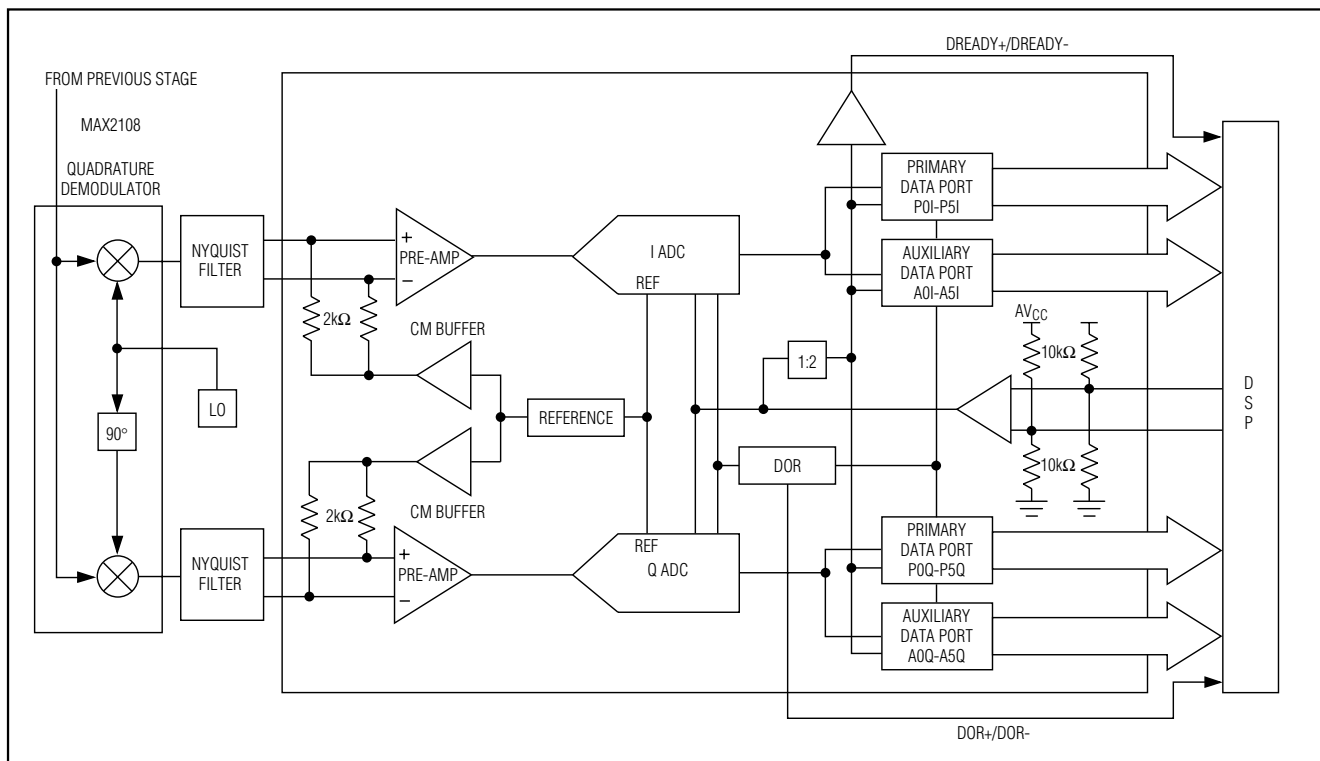 DREADY+/DREADY-
FROM PREVIOUS STAGE
MAX2108
QUADRATURE
DEMODULATOR
NYQUIST
FILTER
+
PRE-AMP
−
2kΩ
CM BUFFER
I ADC
REF
PRIMARY
DATA PORT
P0I-P5I
AUXILIARY
DATA PORT
A0I-A5I
AVCC
10kΩ
1:2
LO
90°
REFERENCE
D
S
P
10kΩ
DOR
CM BUFFER
2kΩ
NYQUIST
FILTER
+
PRE-AMP
−
REF
Q ADC
PRIMARY
DATA PORT
P0Q-P5Q
AUXILIARY
DATA PORT
A0Q-A5Q
DOR+/DOR-